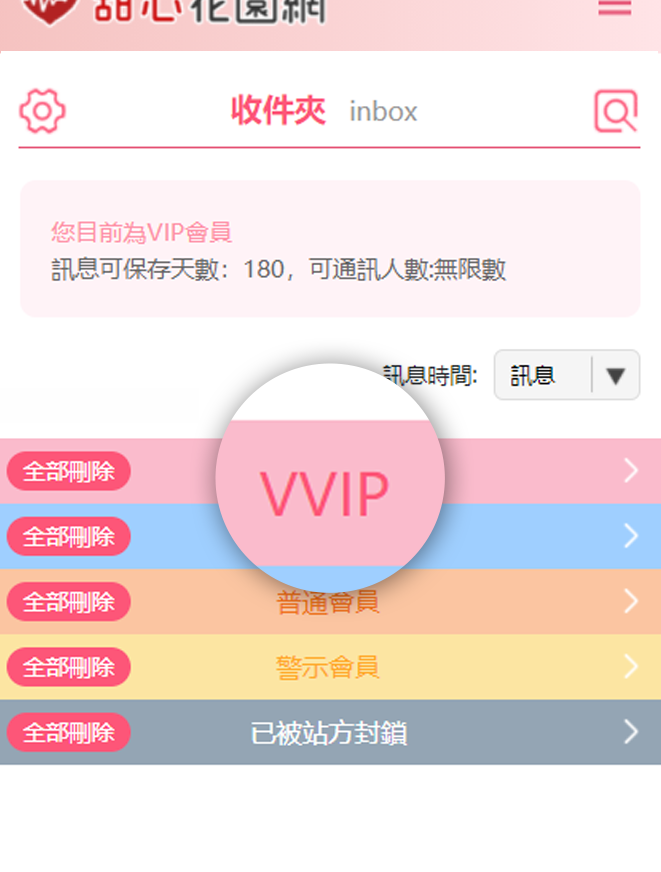 甜心花園網
收件夾 inbox
您目前為VIP會員
訊息可保存天數：180，可通訊人數:無限數
訊息時間: 訊息
全部刪除 VVIP
全部刪除
全部刪除 普通會員
全部刪除 警示會員
全部刪除 已被站方封鎖